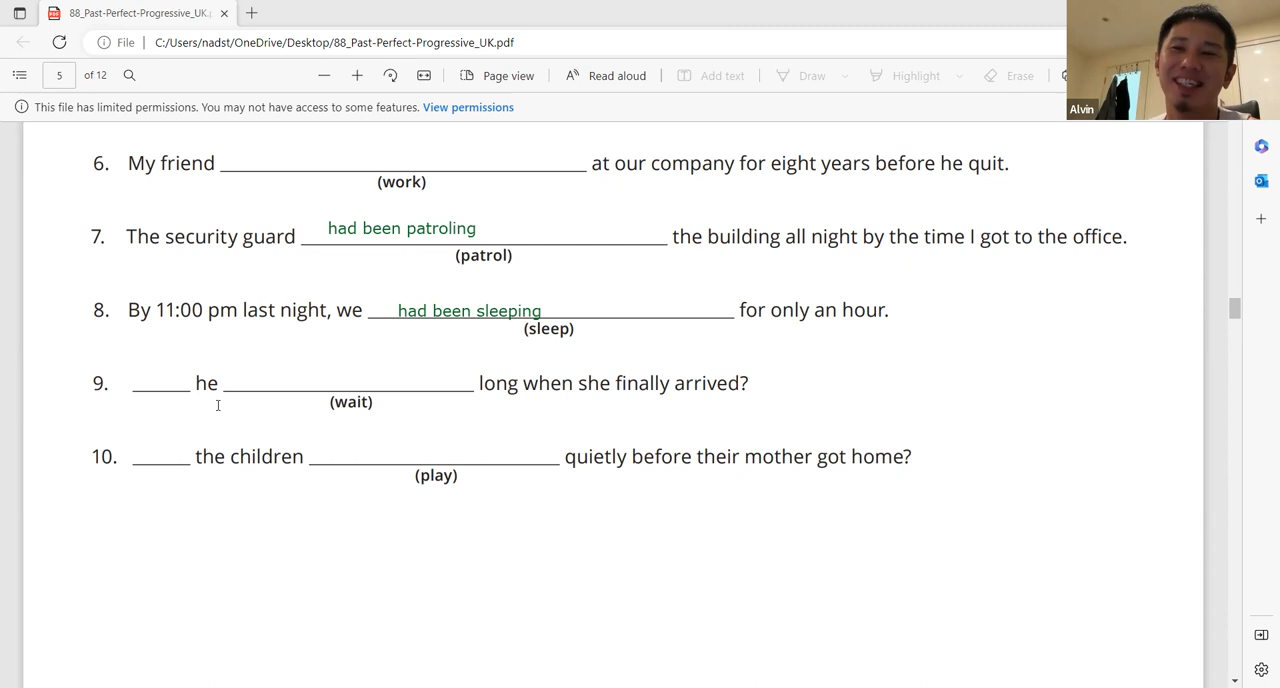 88_Past-Perfect-Progressive_UK.p
File C:/Users/nadst/OneDrive/Desktop/88_Past-Perfect-Progressive_UK.pdf
5 of 12 Page view Read aloud Add text Draw Highlight Erase
This file has limited permissions. You may not have access to some features. View permissions
Alvin
6. My friend ______ at our company for eight years before he quit.
(work)
7. The security guard had been patroling the building all night by the time I got to the office.
(patrol)
8. By 11:00 pm last night, we had been sleeping for only an hour.
(sleep)
9. ______ he ______ long when she finally arrived?
(wait)
10. ______ the children ______ quietly before their mother got home?
(play)